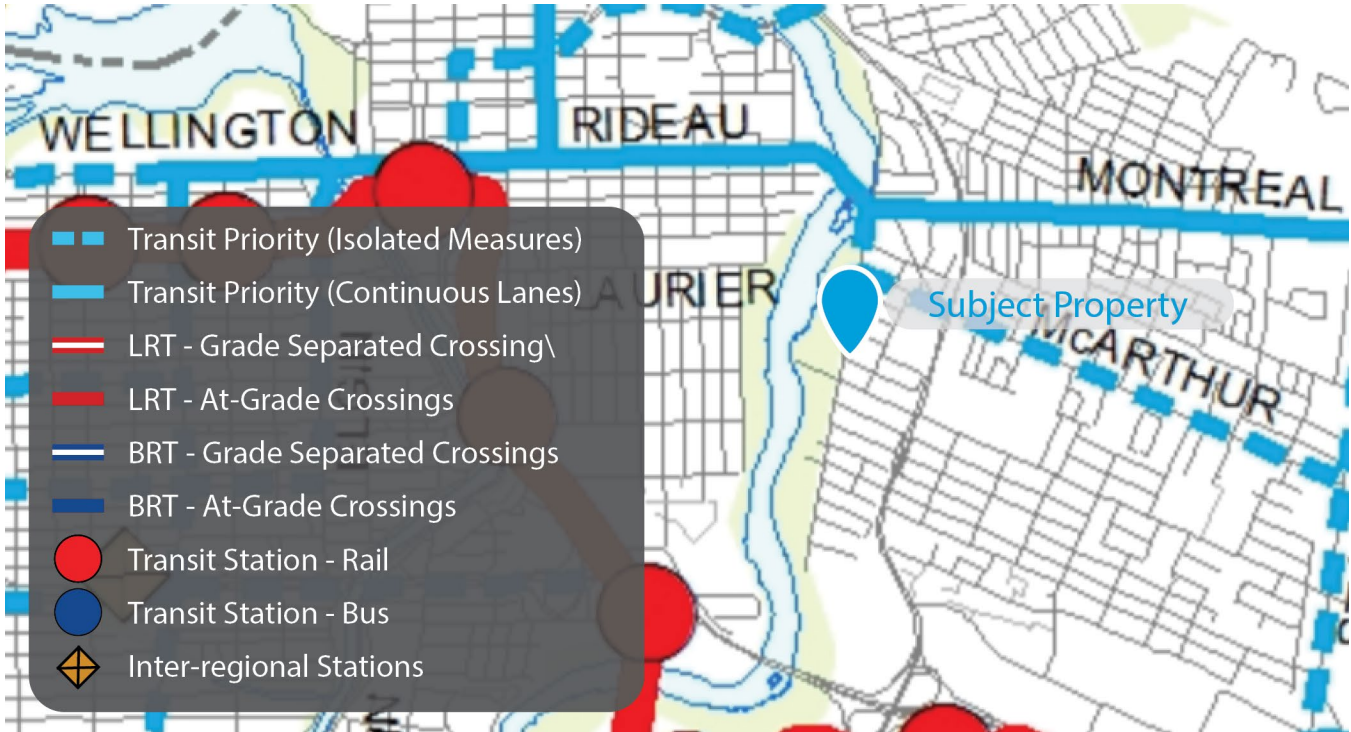 WELLINGTON
RIDEAU
MONTREAL
LAURIER
Subject Property
McARTHUR
Transit Priority (Isolated Measures)
Transit Priority (Continuous Lanes)
LRT - Grade Separated Crossing\
LRT - At-Grade Crossings
BRT - Grade Separated Crossings
BRT - At-Grade Crossings
Transit Station - Rail
Transit Station - Bus
Inter-regional Stations